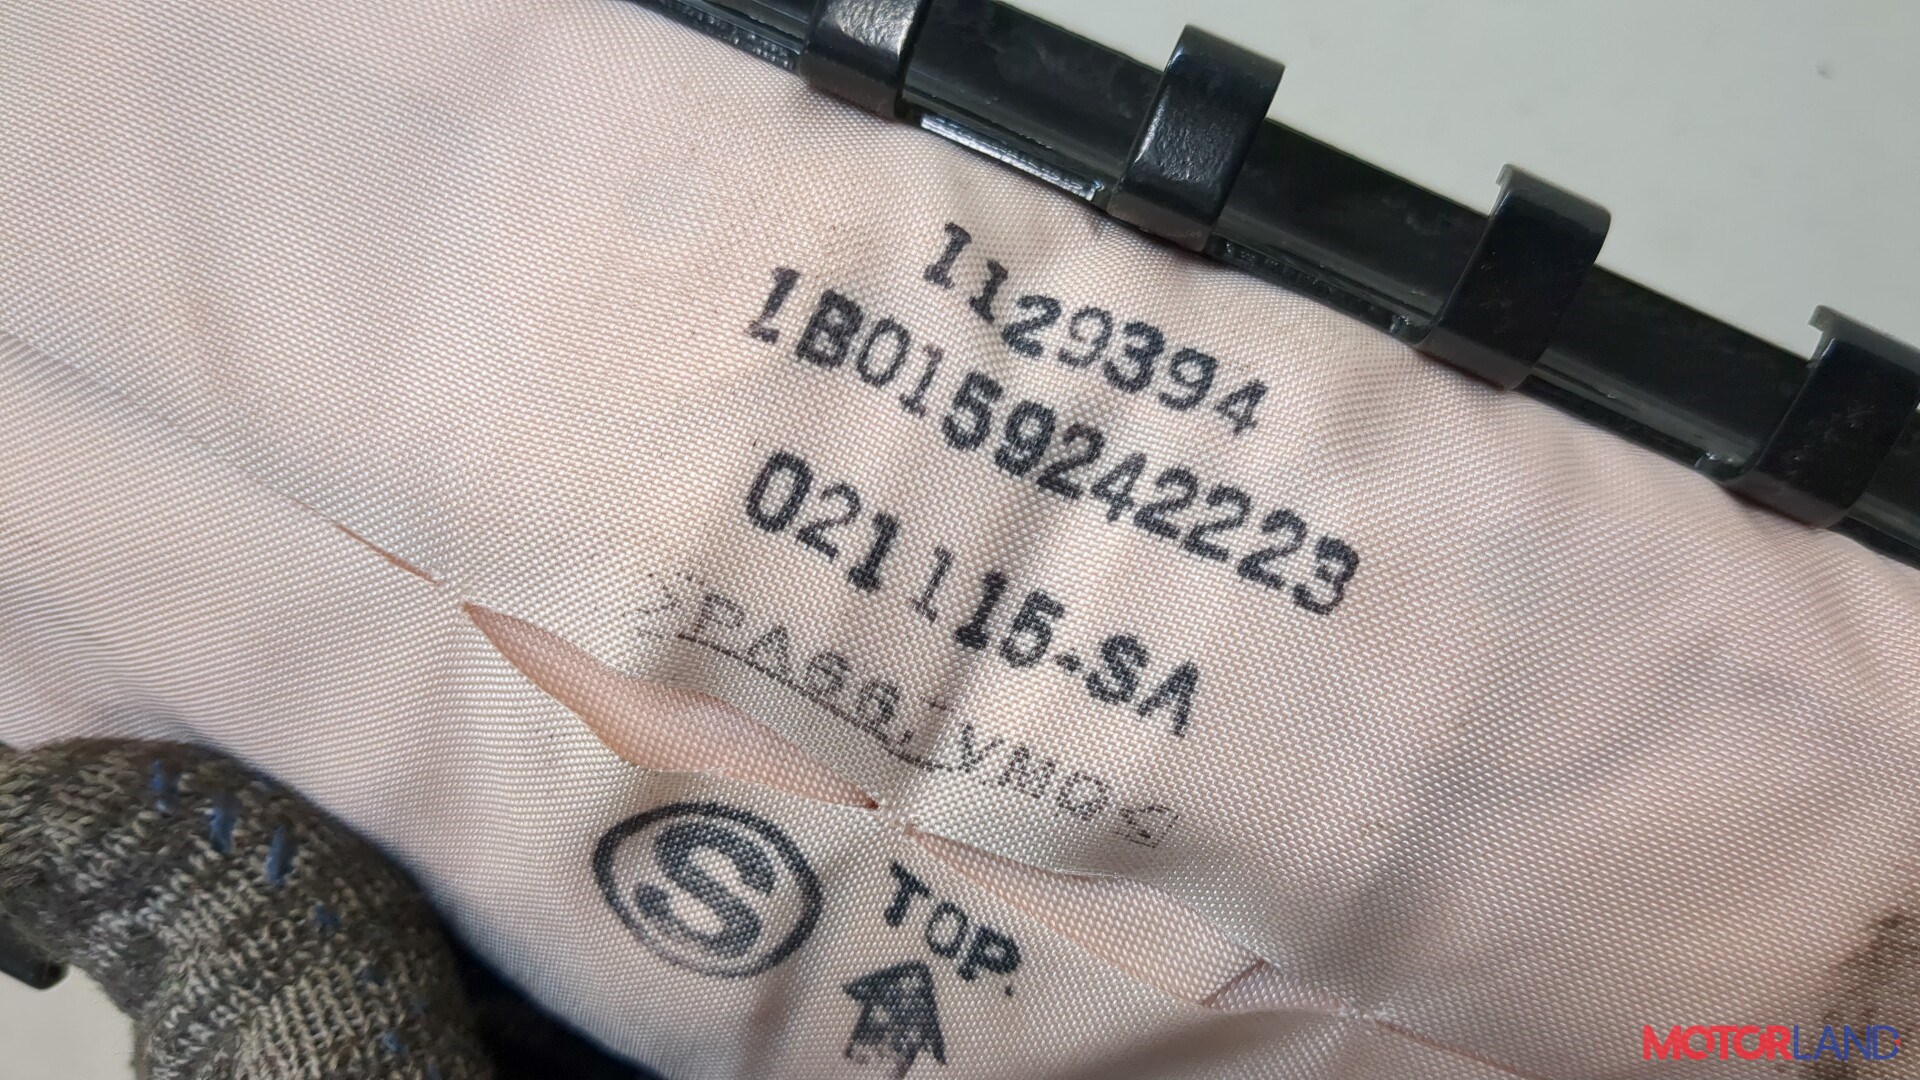 1129394
1B0159242223
021115-SA
S
TOP
MOTORLAND